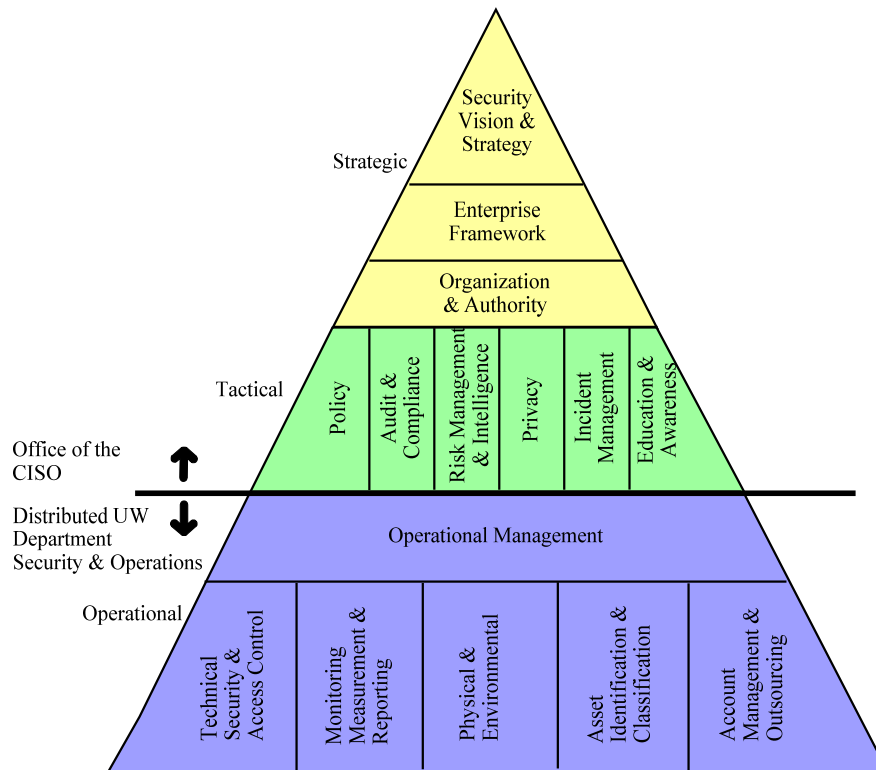 Security
Vision &
Strategy
Strategic
Enterprise
Framework
Organization
& Authority
Tactical
Policy
Audit &
Compliance
Risk Management
& Intelligence
Privacy
Incident
Management
Education &
Awareness
Office of the
CISO
Distributed UW
Department
Security & Operations
Operational Management
Operational
Technical
Security &
Access Control
Monitoring
Measurement &
Reporting
Physical &
Environmental
Asset
Identification &
Classification
Account
Management &
Outsourcing